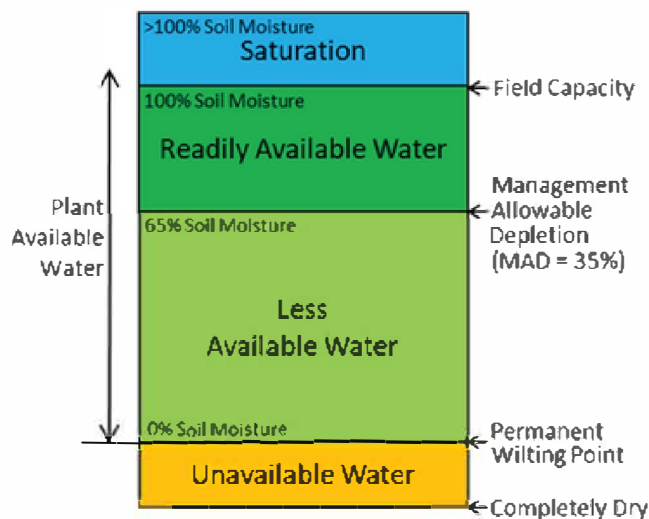 >100% Soil Moisture
Saturation
Field Capacity
100% Soil Moisture
Readily Available Water
Management
Allowable
Depletion
(MAD = 35%)
Plant
Available
Water
65% Soil Moisture
Less
Available Water
0% Soil Moisture
Permanent
Wilting Point
Unavailable Water
Completely Dry